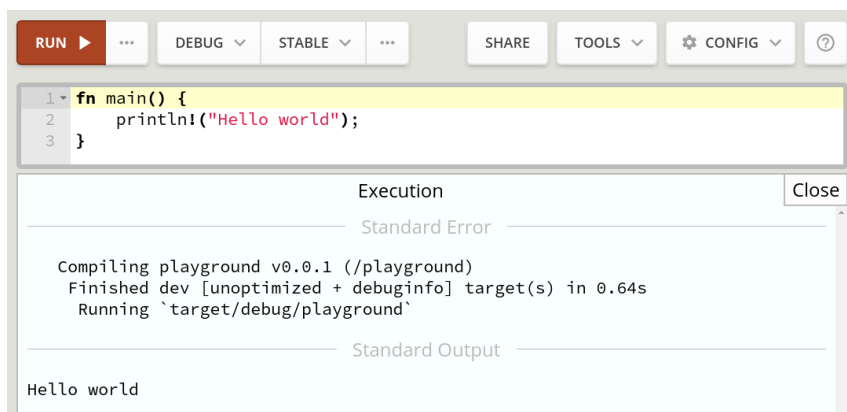 RUN ▶ ··· DEBUG STABLE ··· SHARE TOOLS CONFIG ?
1 fn main() {
2     println!("Hello world");
3 }
Execution Close
Standard Error
   Compiling playground v0.0.1 (/playground)
    Finished dev [unoptimized + debuginfo] target(s) in 0.64s
     Running `target/debug/playground`
Standard Output
Hello world